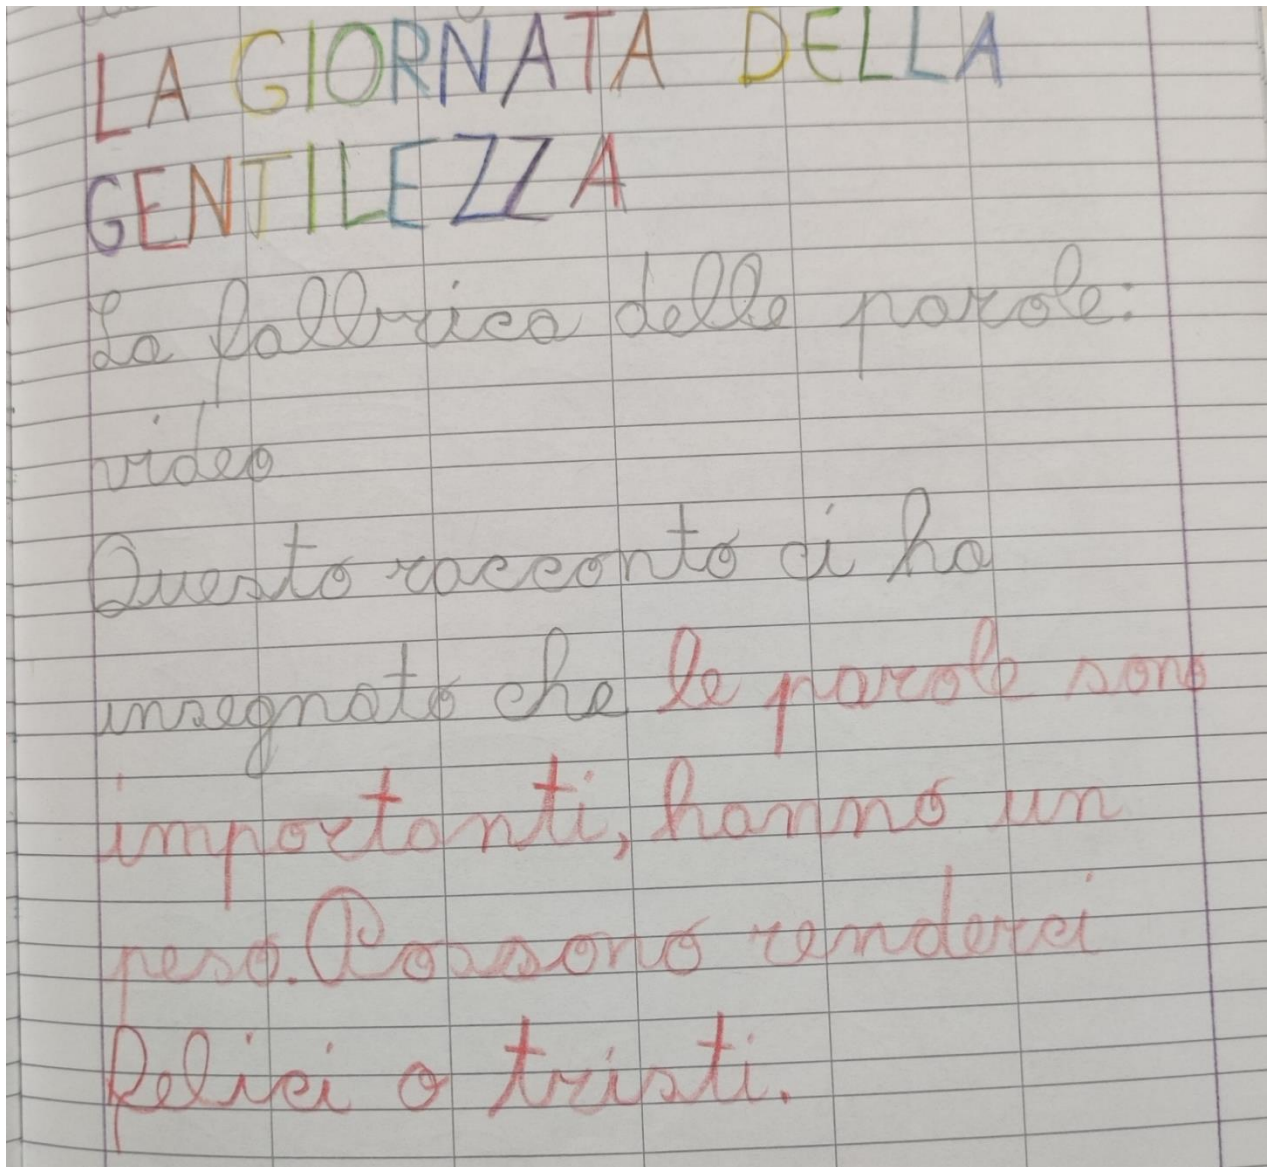 LA GIORNATA DELLA
GENTILEZZA
La fabbrica delle parole:
video
Questo racconto ci ha
insegnato che le parole sono
importanti, hanno un
peso. Possono renderci
felici o tristi.